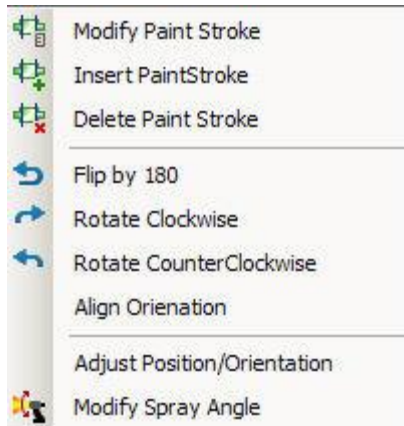 Modify Paint Stroke
Insert PaintStroke
Delete Paint Stroke
Flip by 180
Rotate Clockwise
Rotate CounterClockwise
Align Orienation
Adjust Position/Orientation
Modify Spray Angle